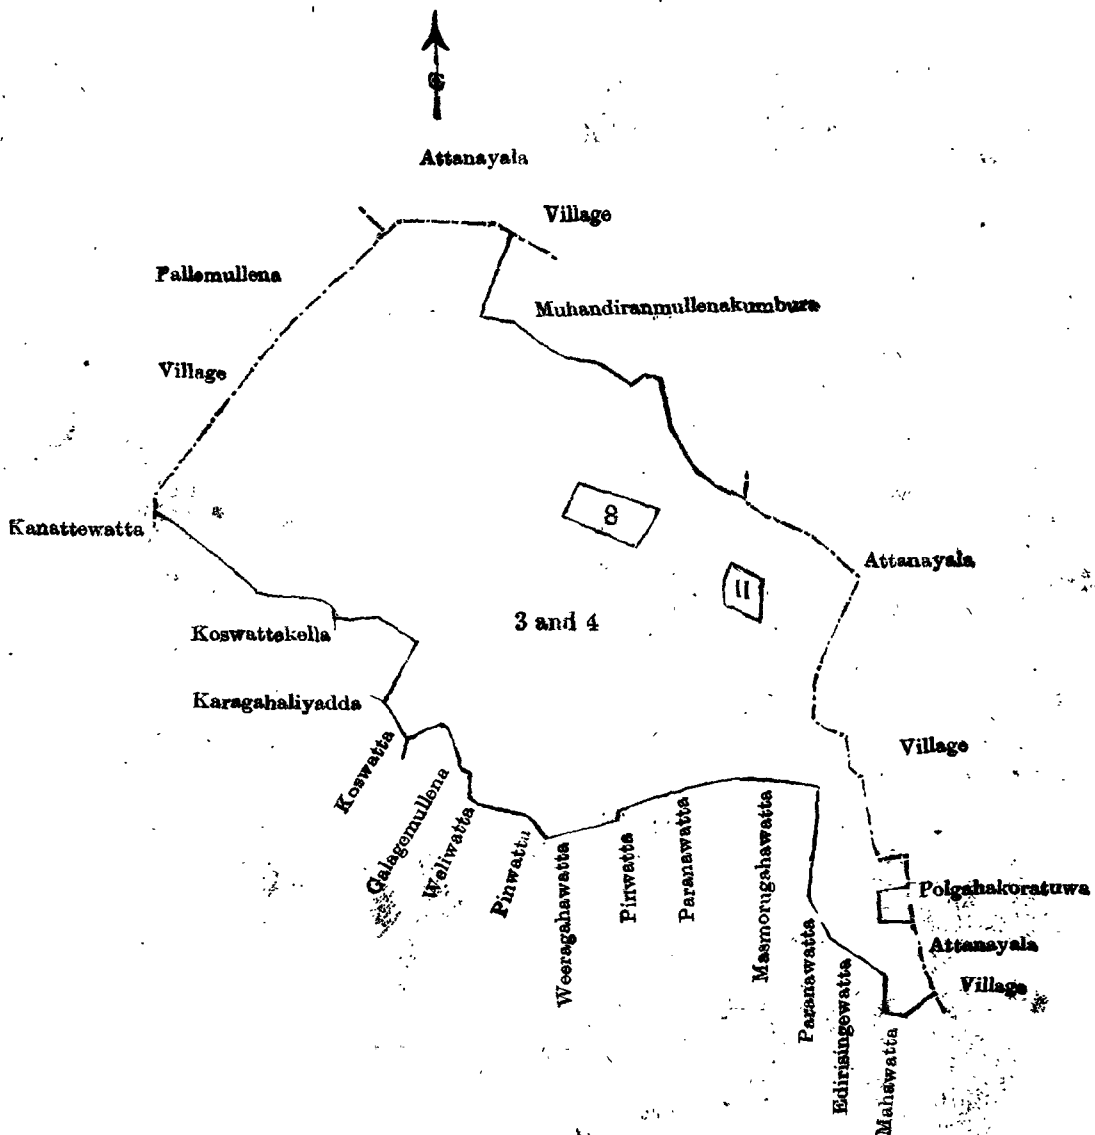 Attanayala
Village
Pallemullena
Muhandiranmullenakumbura
Village
Kanattewatta
8
Attanayala
11
3 and 4
Koswattekella
Karagahaliyadda
Koswatta
Village
Galagemullena
Weliwatta
Pinwatta
Weeragahawatta
Pinwatta
Paranawatta
Masmorugahawatta
Polgahakoratuwa
Paranawatta
Attanayala
Edirisingewatta
Village
Mahawatta